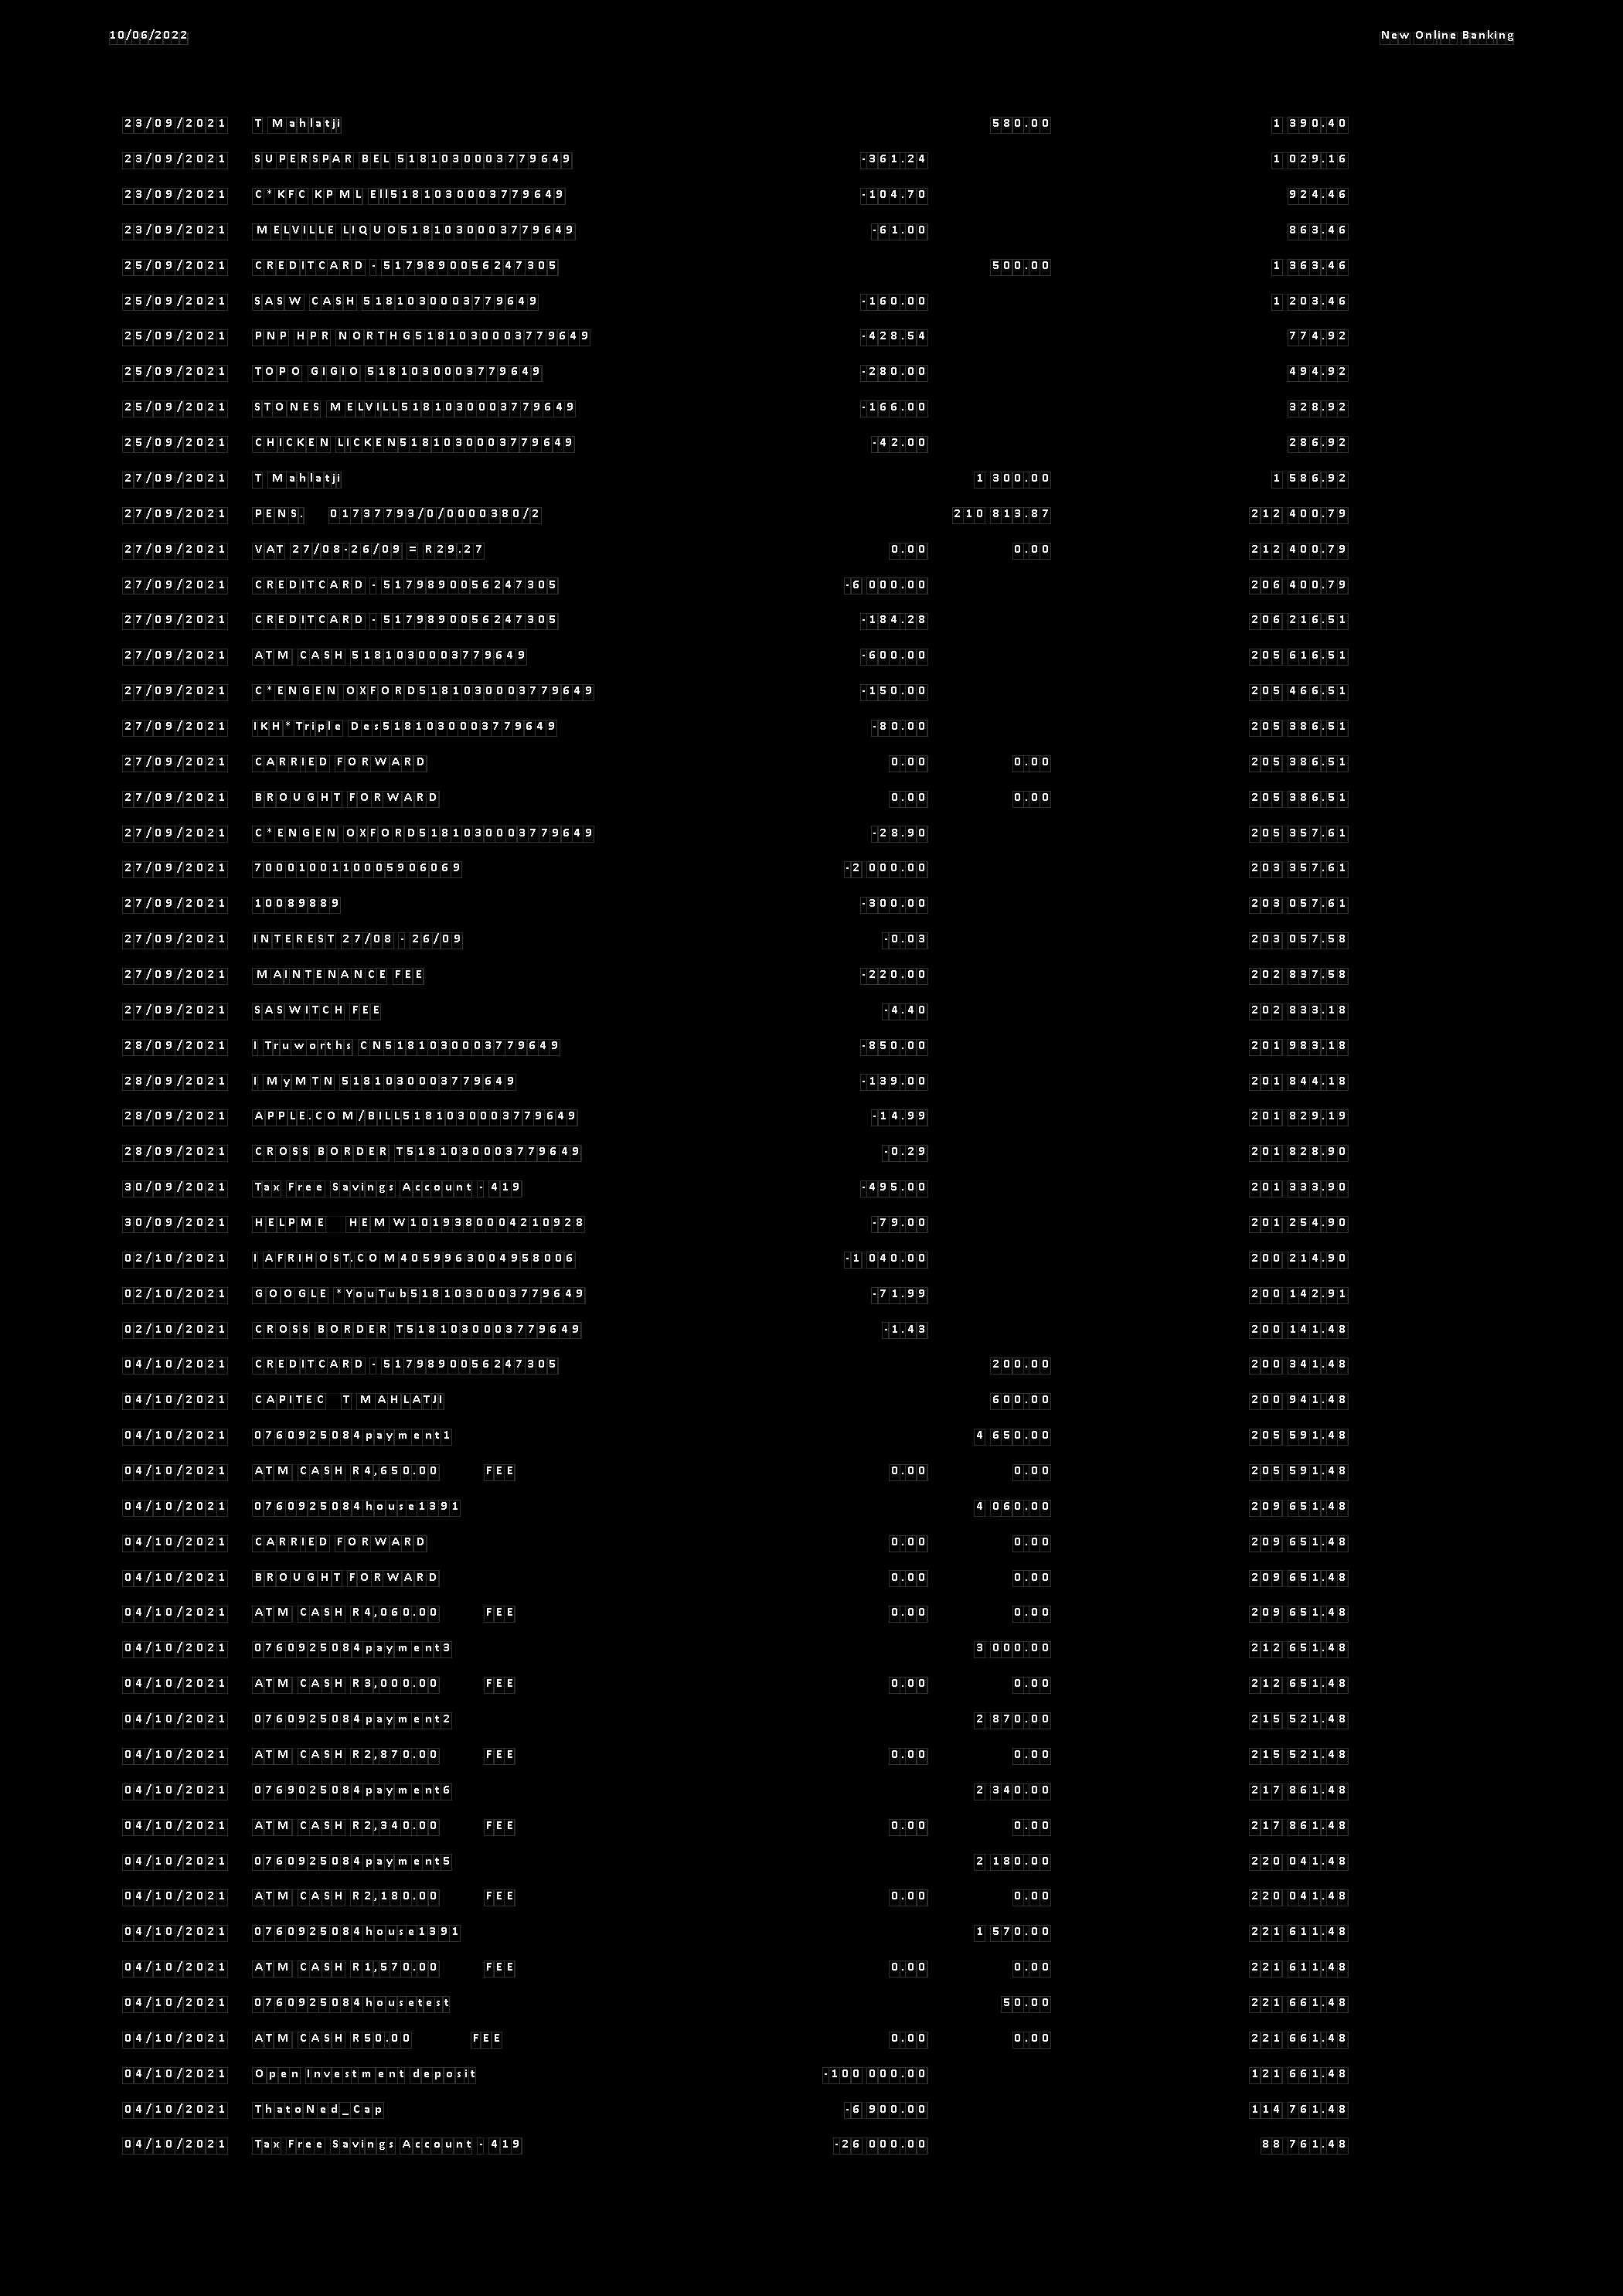 10/06/2022 New Online Banking
23/09/2021 T Mahlatji 580.00 1 390.40
23/09/2021 SUPERSPAR BEL 5181030003779649 -361.24 1 029.16
23/09/2021 C*KFC KPML Ell5181030003779649 -104.70 924.46
23/09/2021 MELVILLE LIQUO5181030003779649 -61.00 863.46
25/09/2021 CREDITCARD - 5179890056247305 500.00 1 363.46
25/09/2021 SASW CASH 5181030003779649 -160.00 1 203.46
25/09/2021 PNP HPR NORTHG5181030003779649 -428.54 774.92
25/09/2021 TOPO GIGIO 5181030003779649 -280.00 494.92
25/09/2021 STONES MELVILL5181030003779649 -166.00 328.92
25/09/2021 CHICKEN LICKEN5181030003779649 -42.00 286.92
27/09/2021 T Mahlatji 1 300.00 1 586.92
27/09/2021 PENS. 01737793/0/0000380/2 210 813.87 212 400.79
27/09/2021 VAT 27/08-26/09 = R29.27 0.00 0.00 212 400.79
27/09/2021 CREDITCARD - 5179890056247305 -6 000.00 206 400.79
27/09/2021 CREDITCARD - 5179890056247305 -184.28 206 216.51
27/09/2021 ATM CASH 5181030003779649 -600.00 205 616.51
27/09/2021 C*ENGEN OXFORD5181030003779649 -150.00 205 466.51
27/09/2021 IKH*Triple Des5181030003779649 -80.00 205 386.51
27/09/2021 CARRIED FORWARD 0.00 0.00 205 386.51
27/09/2021 BROUGHT FORWARD 0.00 0.00 205 386.51
27/09/2021 C*ENGEN OXFORD5181030003779649 -28.90 205 357.61
27/09/2021 70001001100059060​69 -2 000.00 203 357.61
27/09/2021 10089889 -300.00 203 057.61
27/09/2021 INTEREST 27/08 - 26/09 -0.03 203 057.58
27/09/2021 MAINTENANCE FEE -220.00 202 837.58
27/09/2021 SASWITCH FEE -4.40 202 833.18
28/09/2021 I Truworths CN5181030003779649 -850.00 201 983.18
28/09/2021 I MyMTN 5181030003779649 -139.00 201 844.18
28/09/2021 APPLE.COM/BILL5181030003779649 -14.99 201 829.19
28/09/2021 CROSS BORDER T5181030003779649 -0.29 201 828.90
30/09/2021 Tax Free Savings Account - 419 -495.00 201 333.90
30/09/2021 HELPME HEMW1019380004210928 -79.00 201 254.90
02/10/2021 I AFRIHOST.COM4059963004958006 -1 040.00 200 214.90
02/10/2021 GOOGLE *YouTub5181030003779649 -71.99 200 142.91
02/10/2021 CROSS BORDER T5181030003779649 -1.43 200 141.48
04/10/2021 CREDITCARD - 5179890056247305 200.00 200 341.48
04/10/2021 CAPITEC T MAHLATJI 600.00 200 941.48
04/10/2021 0760925084payment1 4 650.00 205 591.48
04/10/2021 ATM CASH R4,650.00 FEE 0.00 0.00 205 591.48
04/10/2021 0760925084house1391 4 060.00 209 651.48
04/10/2021 CARRIED FORWARD 0.00 0.00 209 651.48
04/10/2021 BROUGHT FORWARD 0.00 0.00 209 651.48
04/10/2021 ATM CASH R4,060.00 FEE 0.00 0.00 209 651.48
04/10/2021 0760925084payment3 3 000.00 212 651.48
04/10/2021 ATM CASH R3,000.00 FEE 0.00 0.00 212 651.48
04/10/2021 0760925084payment2 2 870.00 215 521.48
04/10/2021 ATM CASH R2,870.00 FEE 0.00 0.00 215 521.48
04/10/2021 0769025084payment6 2 340.00 217 861.48
04/10/2021 ATM CASH R2,340.00 FEE 0.00 0.00 217 861.48
04/10/2021 0760925084payment5 2 180.00 220 041.48
04/10/2021 ATM CASH R2,180.00 FEE 0.00 0.00 220 041.48
04/10/2021 0760925084house1391 1 570.00 221 611.48
04/10/2021 ATM CASH R1,570.00 FEE 0.00 0.00 221 611.48
04/10/2021 0760925084housetest 50.00 221 661.48
04/10/2021 ATM CASH R50.00 FEE 0.00 0.00 221 661.48
04/10/2021 Open Investment deposit -100 000.00 121 661.48
04/10/2021 ThatoNed_Cap -6 900.00 114 761.48
04/10/2021 Tax Free Savings Account - 419 -26 000.00 88 761.48